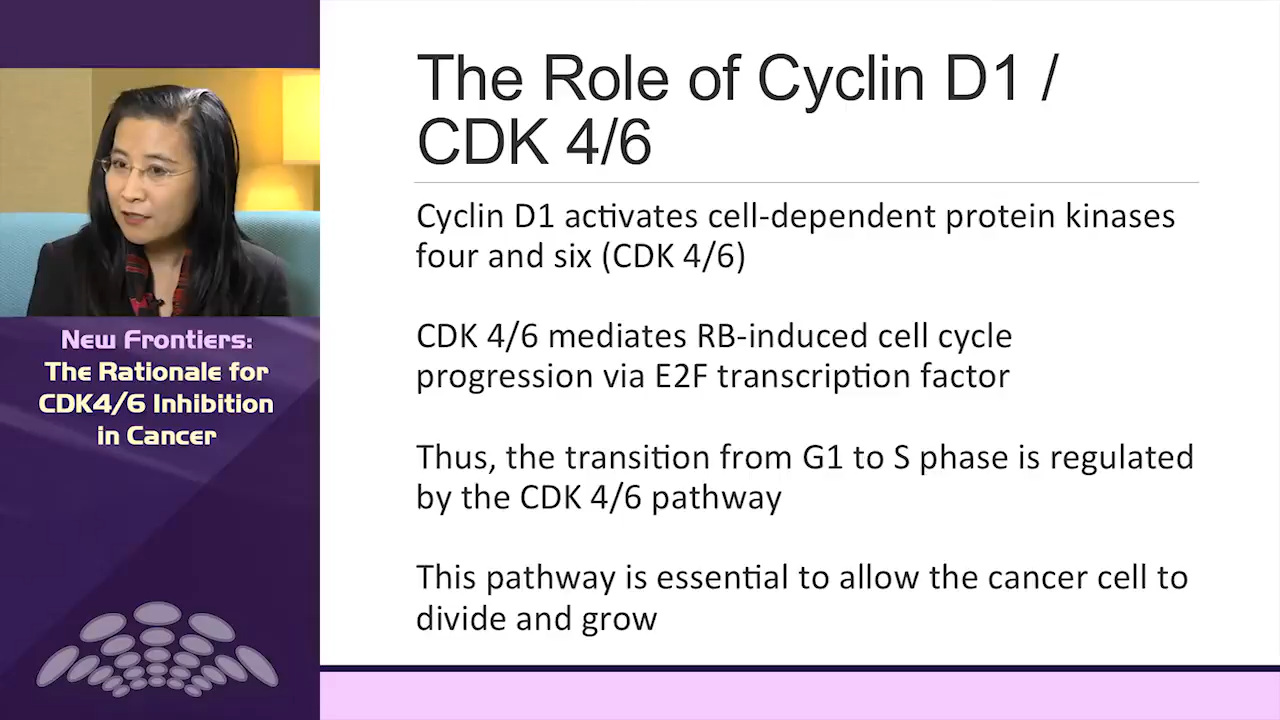 The Role of Cyclin D1 /
CDK 4/6
Cyclin D1 activates cell-dependent protein kinases
four and six (CDK 4/6)
CDK 4/6 mediates RB-induced cell cycle
progression via E2F transcription factor
Thus, the transition from G1 to S phase is regulated
by the CDK 4/6 pathway
This pathway is essential to allow the cancer cell to
divide and grow
New Frontiers:
The Rationale for
CDK4/6 Inhibition
in Cancer